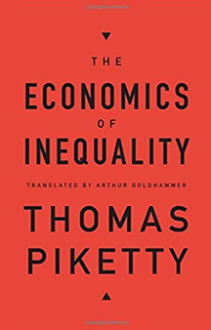 THE
ECONOMICS
OF
INEQUALITY
TRANSLATED BY ARTHUR GOLDHAMMER
THOMAS
PIKETTY